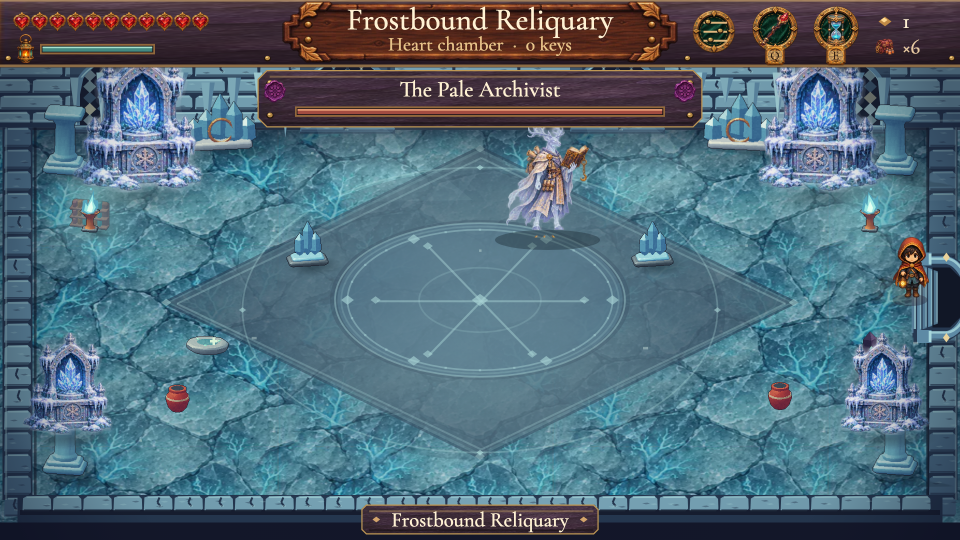 Frostbound Reliquary
Heart chamber · 0 keys
1
Q
E
×6
The Pale Archivist
Frostbound Reliquary